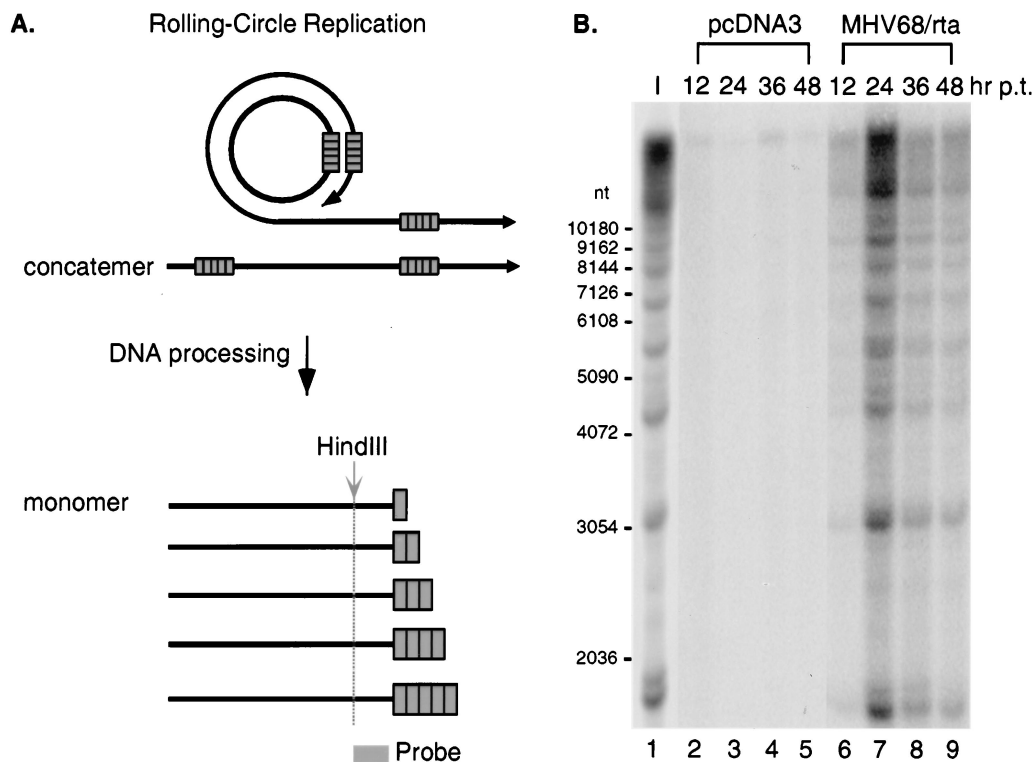 A.
Rolling-Circle Replication
concatemer
DNA processing
HindIII
monomer
Probe
B.
pcDNA3
MHV68/rta
I 12 24 36 48 12 24 36 48 hr p.t.
nt
10180
9162
8144
7126
6108
5090
4072
3054
2036
1 2 3 4 5 6 7 8 9